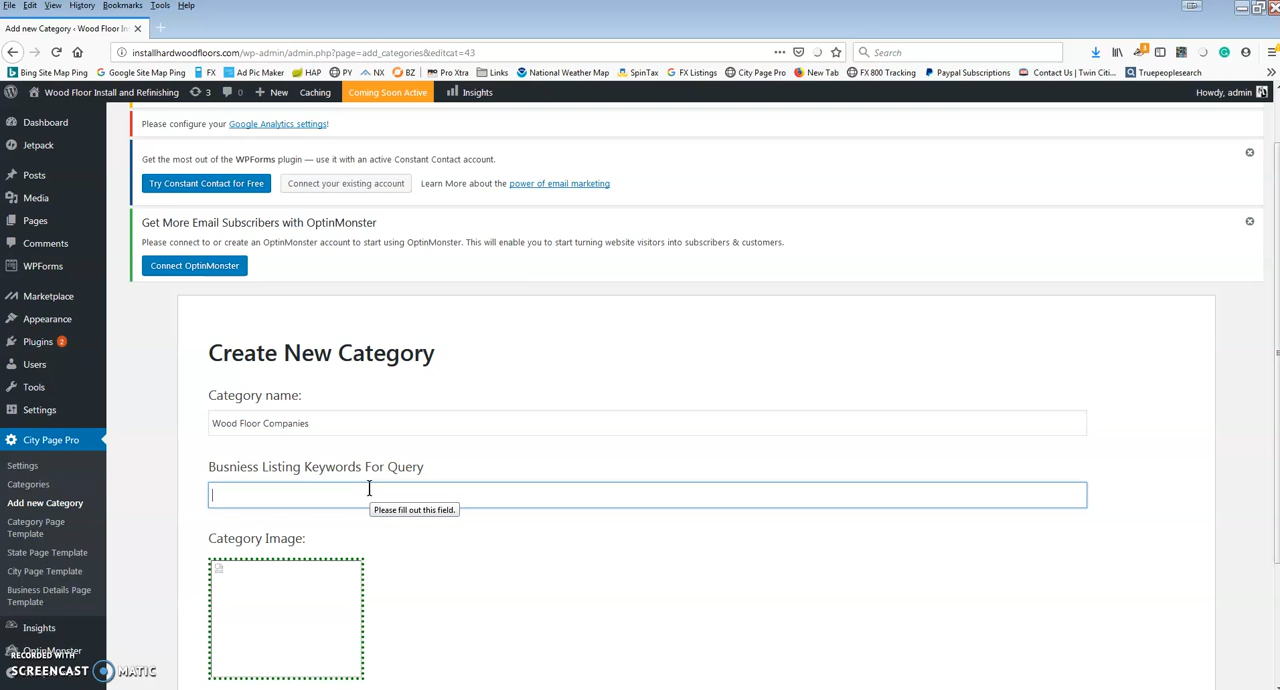 File Edit View History Bookmarks Tools Help
Add new Category ‹ Wood Floor In
installhardwoodfloors.com/wp-admin/admin.php?page=add_categories&editcat=43
Search
Bing Site Map Ping Google Site Map Ping FX Ad Pic Maker HAP PY NX BZ Pro Xtra Links National Weather Map SpinTax FX Listings City Page Pro New Tab FX 800 Tracking Paypal Subscriptions Contact Us | Twin Citi... Truepeoplesearch
Wood Floor Install and Refinishing 3 0 + New Caching Coming Soon Active Insights Howdy, admin
Dashboard
Jetpack
Posts
Media
Pages
Comments
WPForms
Marketplace
Appearance
Plugins 2
Users
Tools
Settings
City Page Pro
Settings
Categories
Add new Category
Category Page
Template
State Page Template
City Page Template
Business Details Page
Template
Insights
OptinMonster
RECORDED WITH
SCREENCAST MATIC
Please configure your Google Analytics settings!
Get the most out of the WPForms plugin — use it with an active Constant Contact account.
Try Constant Contact for Free Connect your existing account Learn More about the power of email marketing
Get More Email Subscribers with OptinMonster
Please connect to or create an OptinMonster account to start using OptinMonster. This will enable you to start turning website visitors into subscribers & customers.
Connect OptinMonster
Create New Category
Category name:
Wood Floor Companies
Busniess Listing Keywords For Query
Please fill out this field.
Category Image: